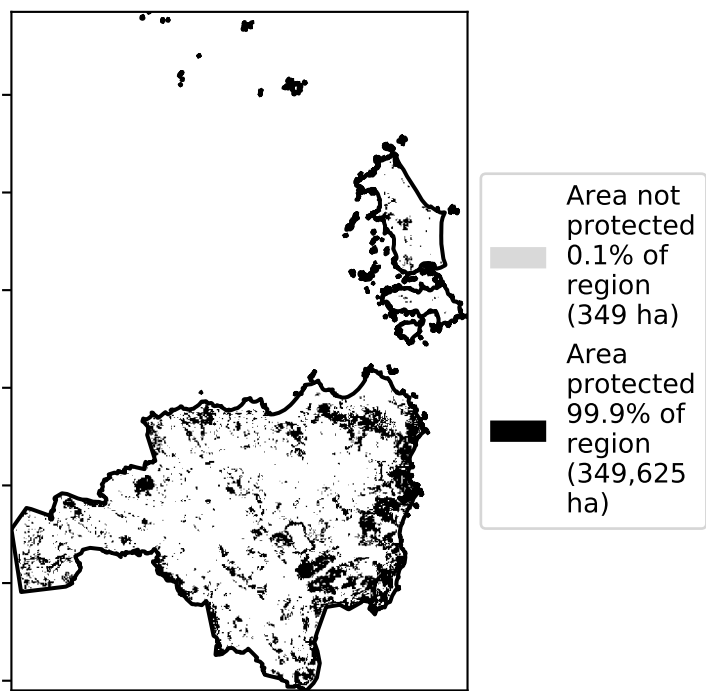 Area not
protected
0.1% of
region
(349 ha)
Area
protected
99.9% of
region
(349,625
ha)